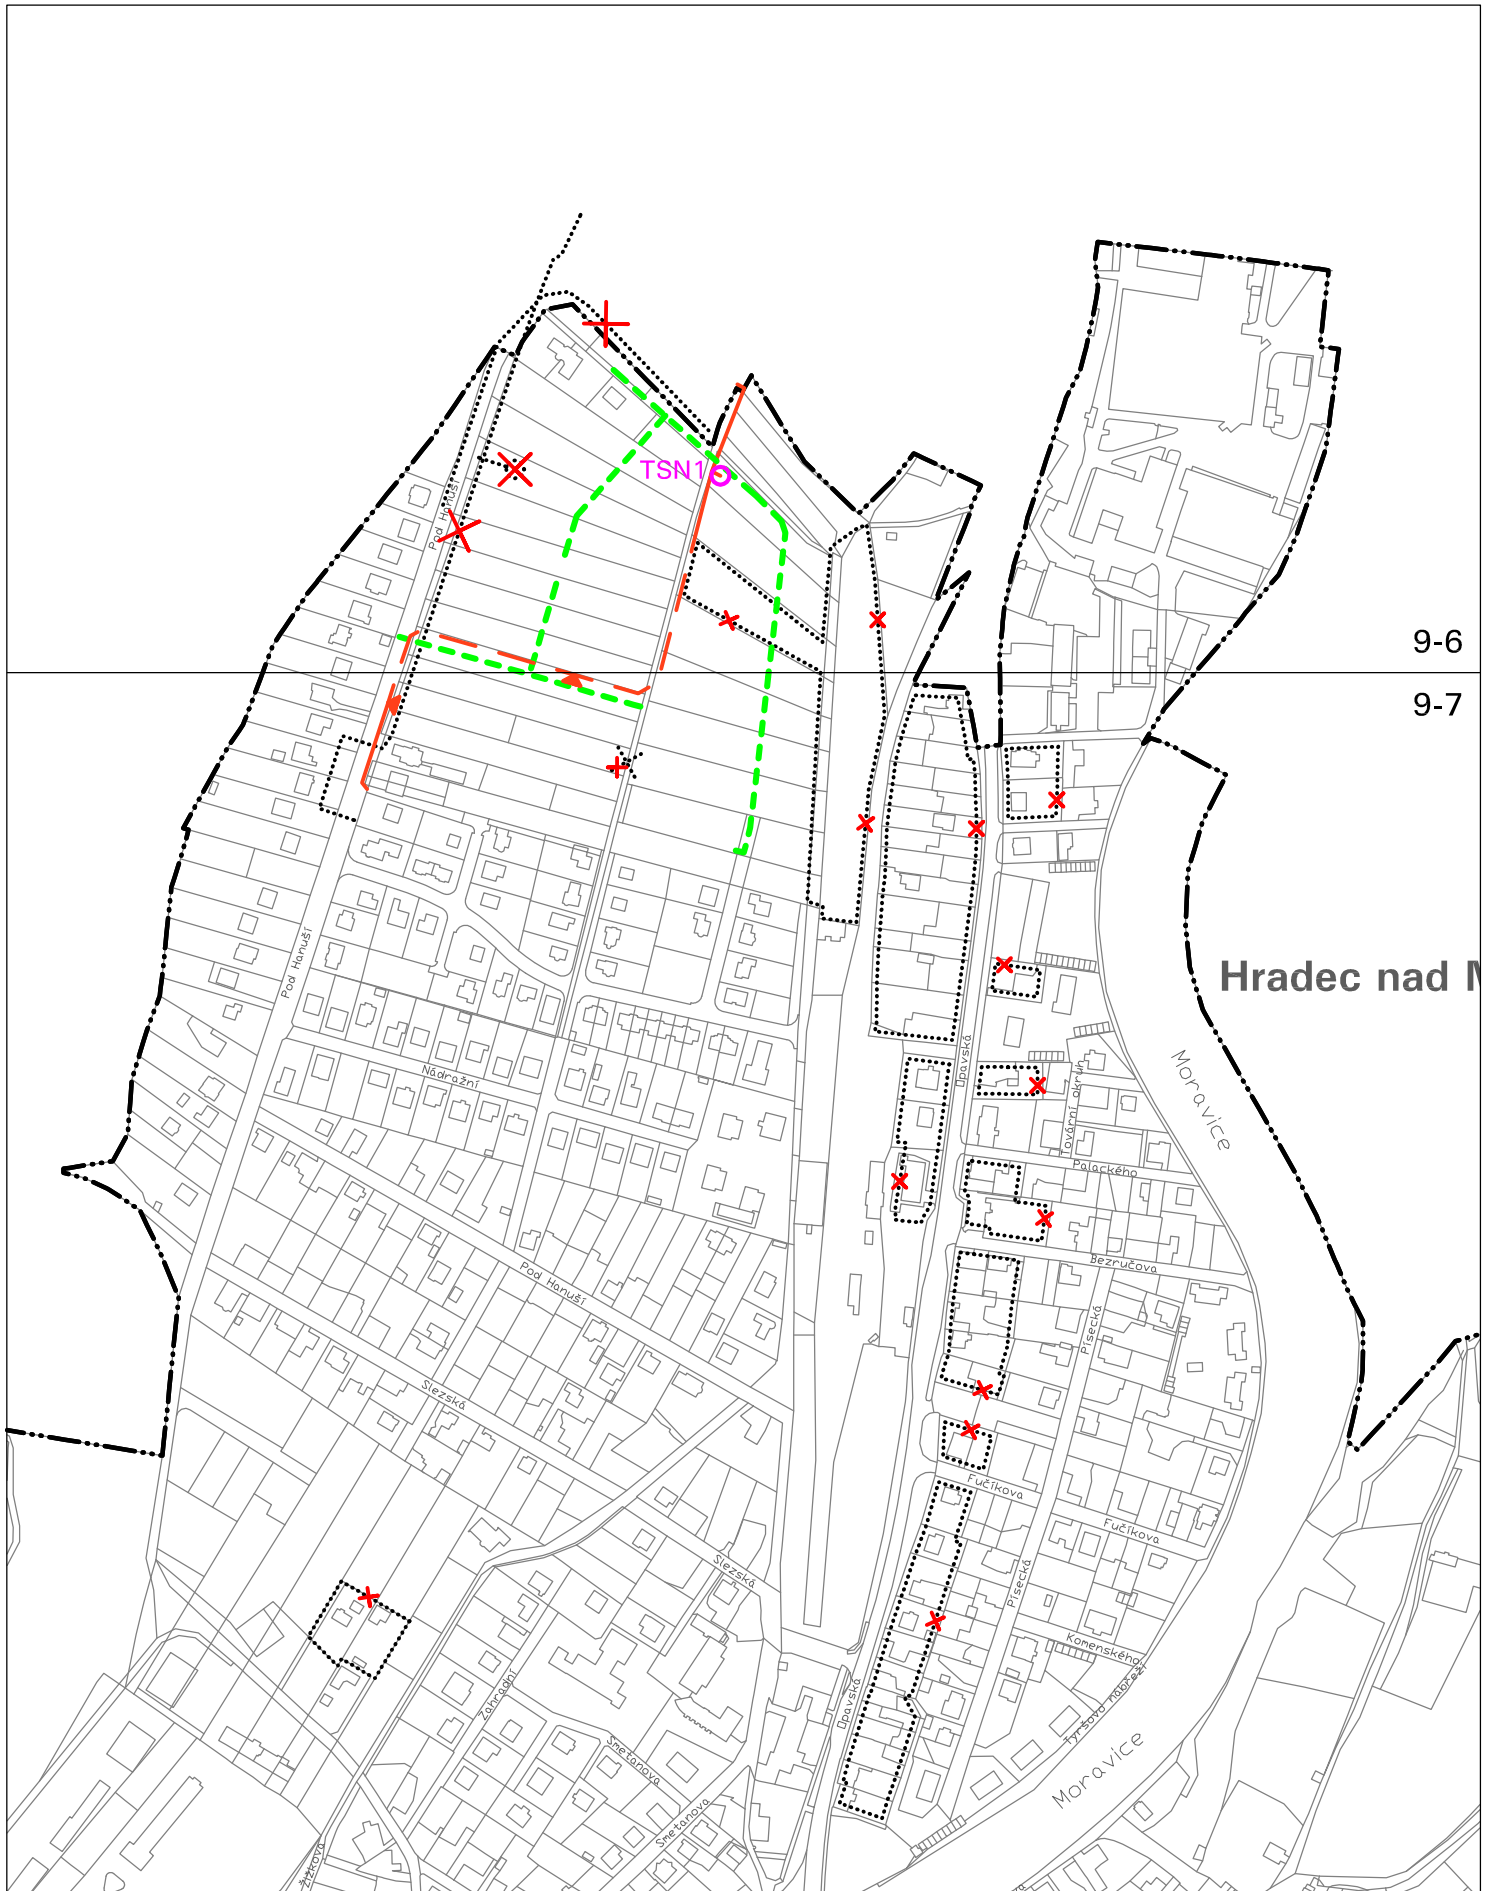 TSN1
Pod Hanuší
9-6
9-7
Pod Hanuší
Hradec nad
Opavská
Moravice
Nádražní
Tovární okruh
Palackého
Bezručova
Pod Hanuší
Písecká
Slezská
Fučíkova
Fučíkova
Slezská
Písecká
Komenského
Zahradní
Opavská
Tyršovo nábřeží
Smetanova
Moravice
Smetanova
Žižkova